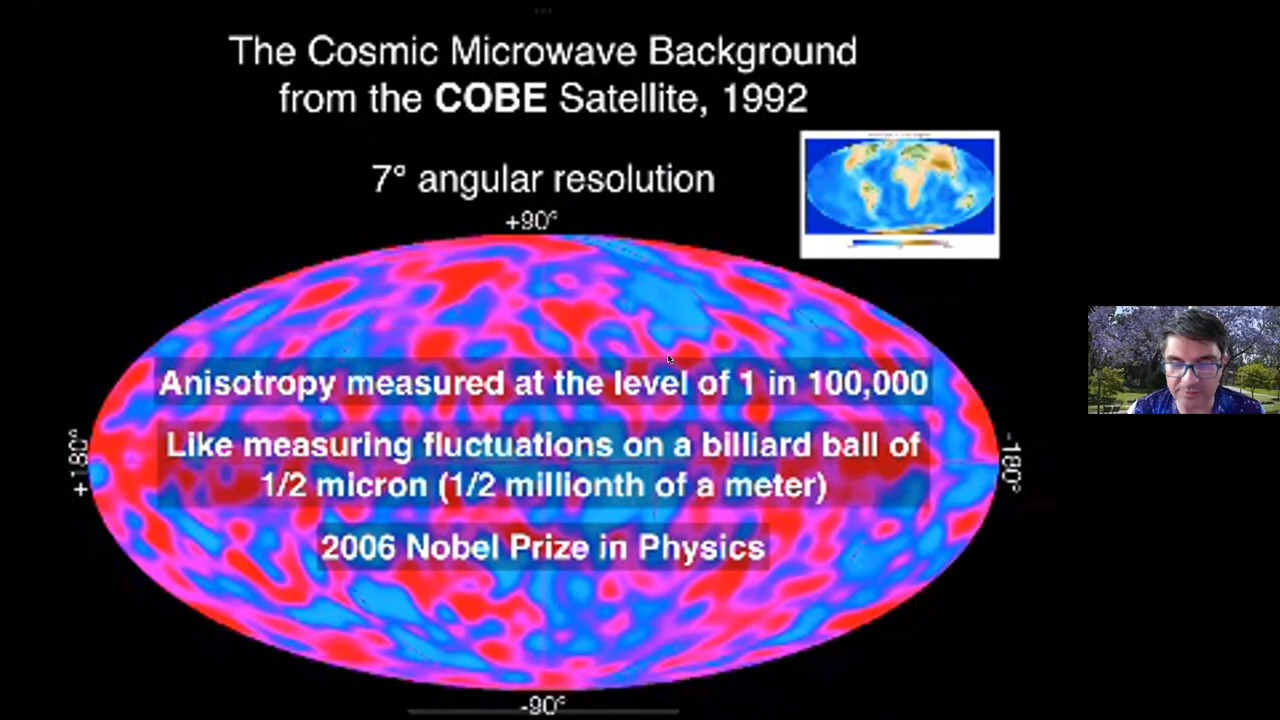 The Cosmic Microwave Background
from the COBE Satellite, 1992
7° angular resolution
+90°
Anisotropy measured at the level of 1 in 100,000
Like measuring fluctuations on a billiard ball of
1/2 micron (1/2 millionth of a meter)
+180°
-180°
2006 Nobel Prize in Physics
-90°